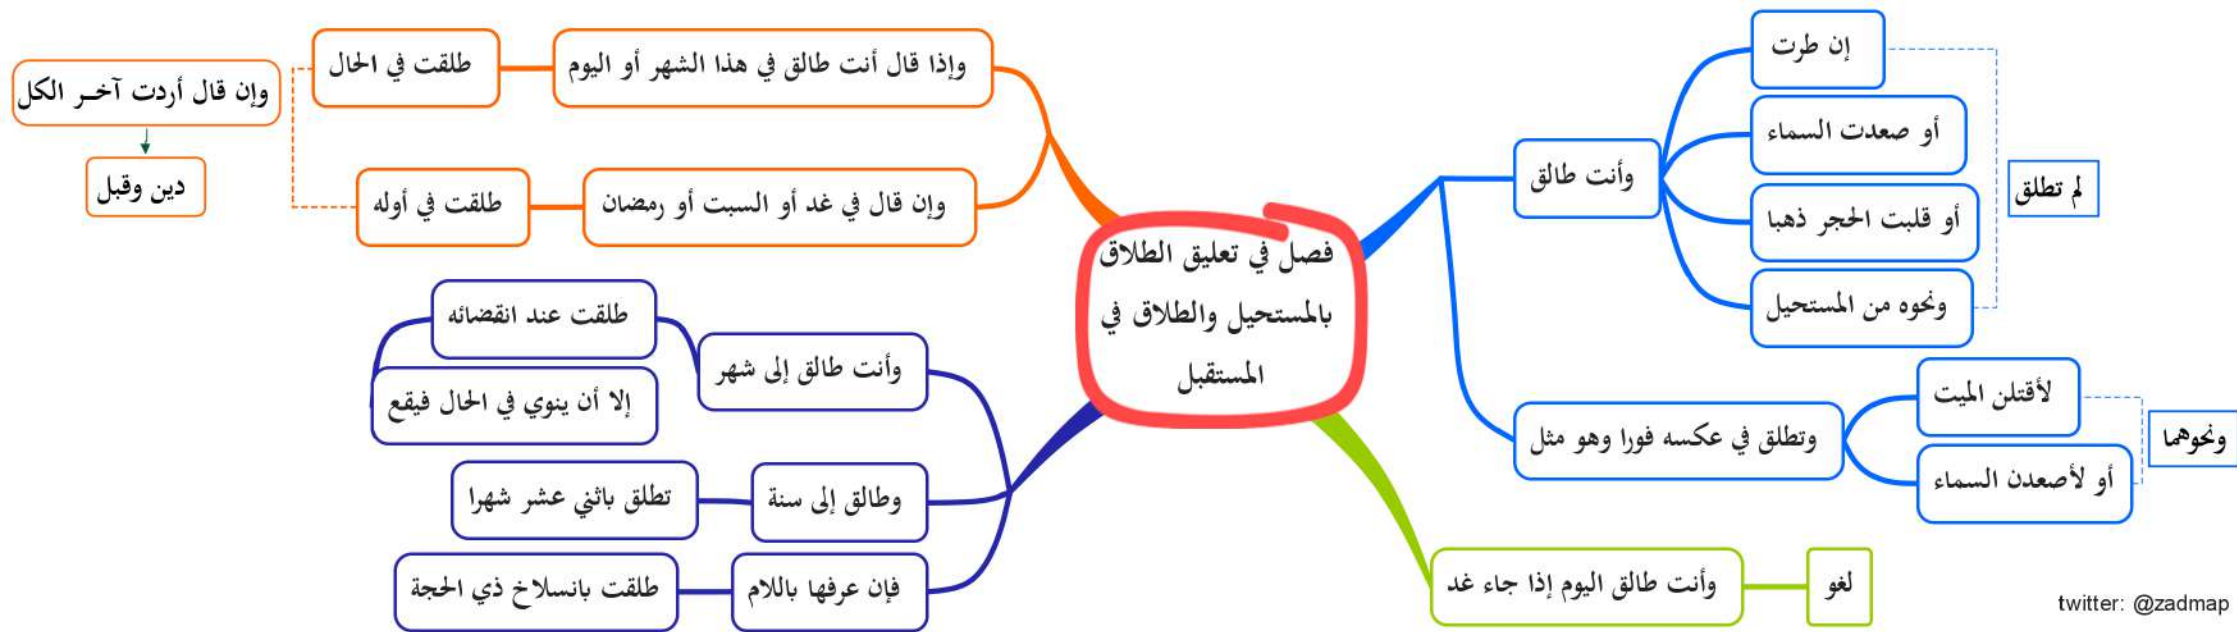 فصل في تعليق الطلاق
بالمستحيل والطلاق في
المستقبل
وأنت طالق
إن طرت
أو صعدت السماء
أو قلبت الحجر ذهبا
ونحوه من المستحيل
لم تطلق
وتطلق في عكسه فورا وهو مثل
لأقتلن الميت
أو لأصعدن السماء
ونحوهما
وأنت طالق اليوم إذا جاء غد
لغو
وإذا قال أنت طالق في هذا الشهر أو اليوم
طلقت في الحال
وإن قال في غد أو السبت أو رمضان
طلقت في أوله
وإن قال أردت آخر الكل
دين وقبل
وأنت طالق إلى شهر
طلقت عند انقضائه
إلا أن ينوي في الحال فيقع
وطالق إلى سنة
تطلق باثني عشر شهرا
فإن عرفها باللام
طلقت بانسلاخ ذي الحجة
twitter: @zadmap